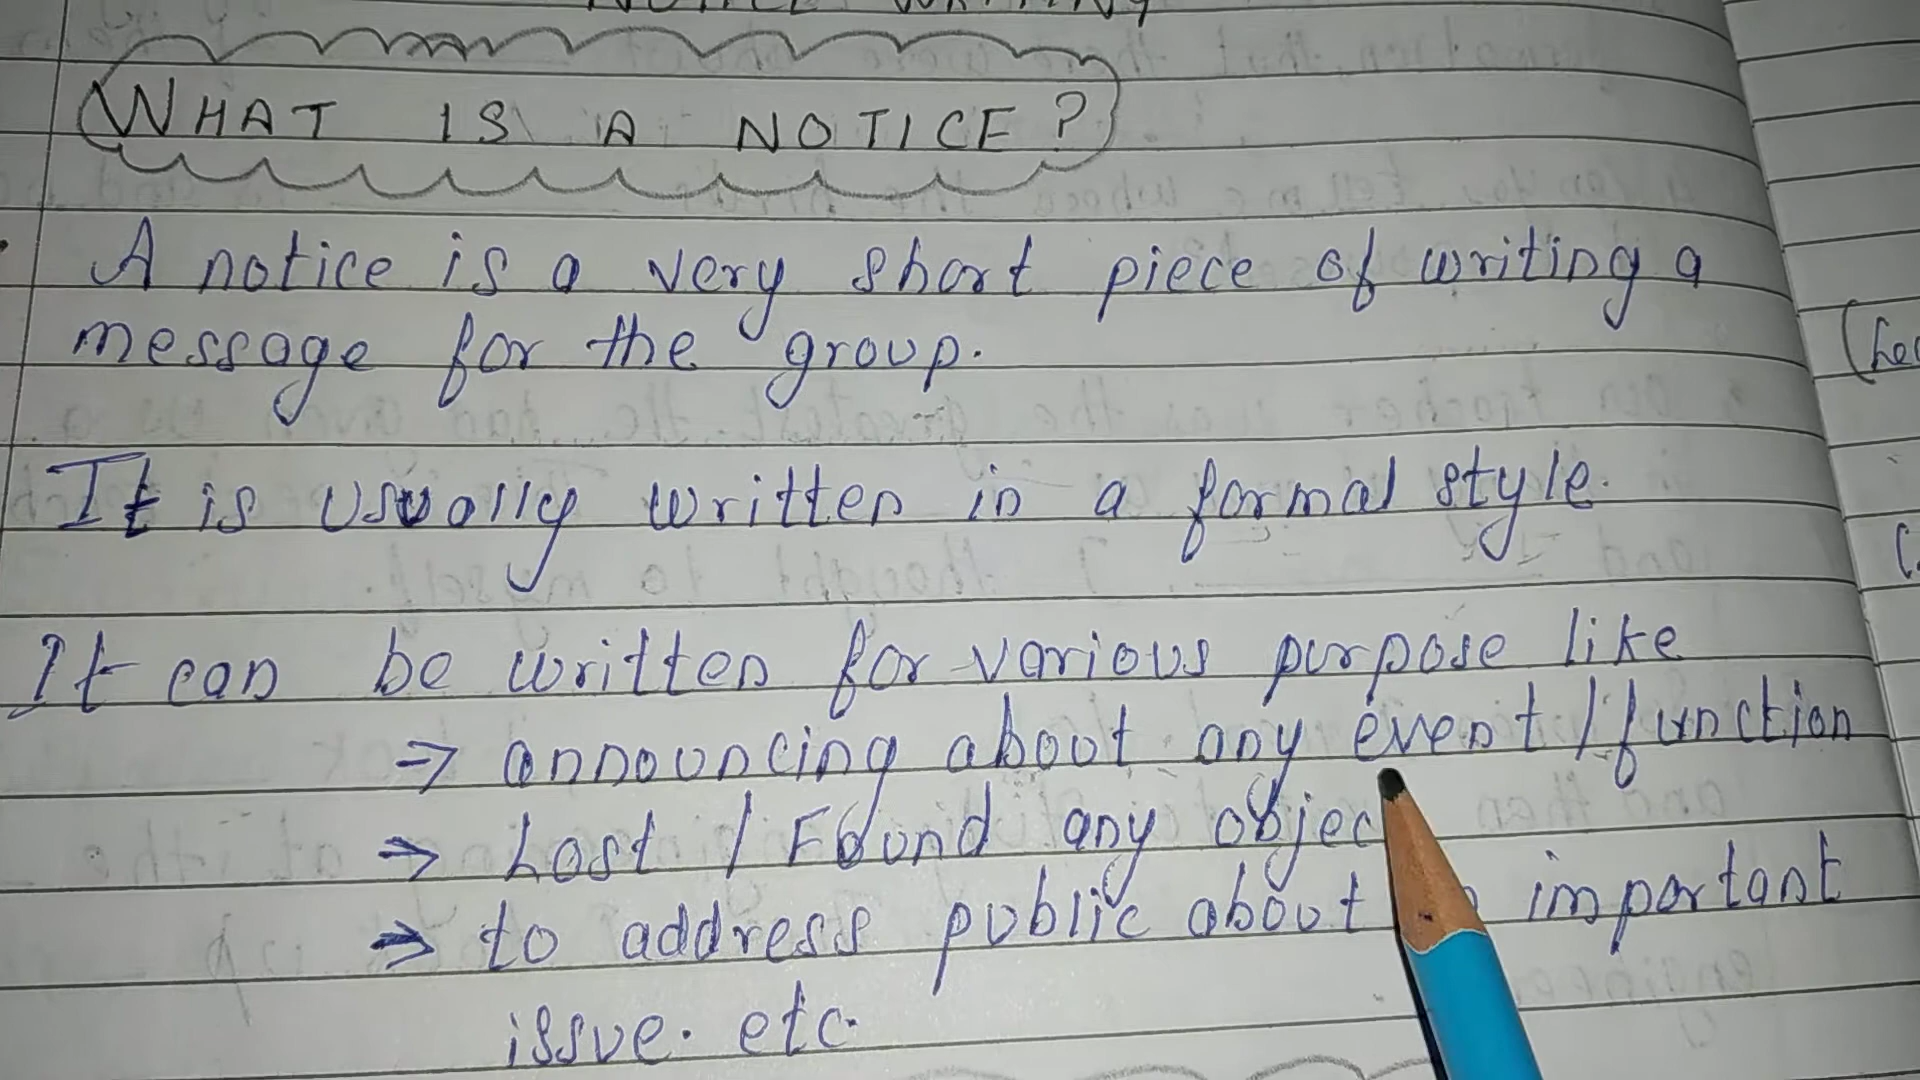 NOTICE WRITING
WHAT IS A NOTICE?
A notice is a very short piece of writing a
message for the group.
It is usually written in a formal style.
It can be written for various purpose like
⇒ announcing about any event / function
⇒ Lost / Found any objec
⇒ to address public about important
issue. etc.